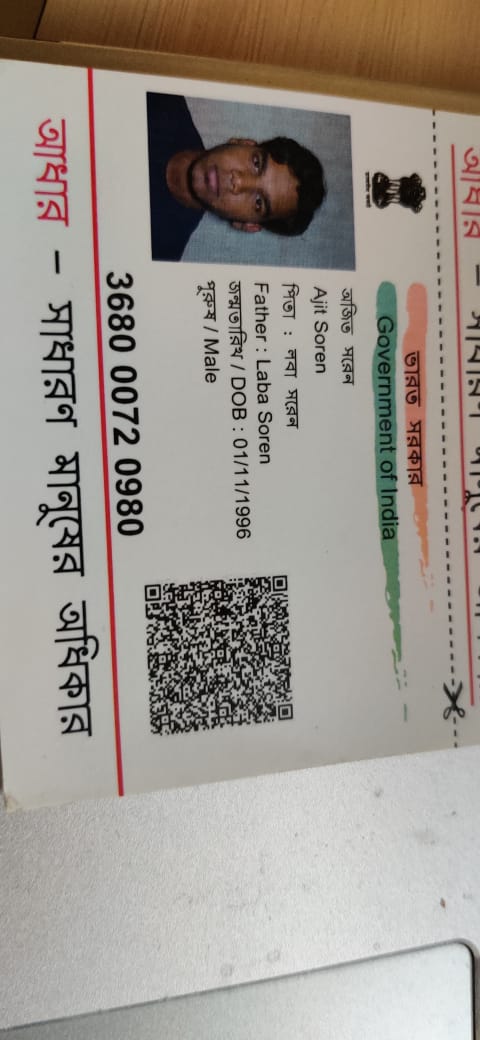 ভারত সরকার
Government of India
অজিত সরেন
Ajit Soren
পিতা : লবা সরেন
Father : Laba Soren
জন্মতারিখ / DOB : 01/11/1996
পুরুষ / Male
3680 0072 0980
আধার – সাধারণ মানুষের অধিকার
আধার –